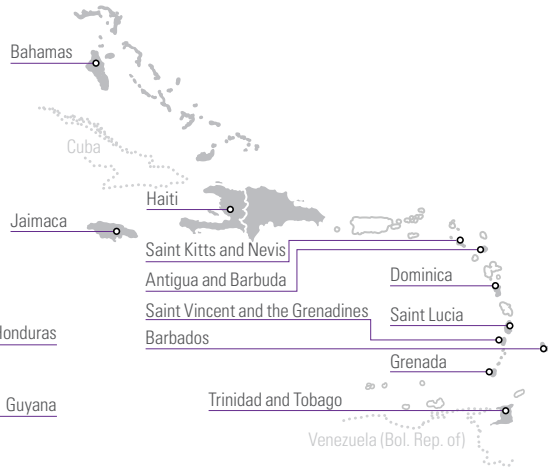 Bahamas
Cuba
Haiti
Jaimaca
Saint Kitts and Nevis
Antigua and Barbuda
Dominica
Saint Vincent and the Grenadines
Saint Lucia
Honduras
Barbados
Grenada
Guyana
Trinidad and Tobago
Venezuela (Bol. Rep. of)